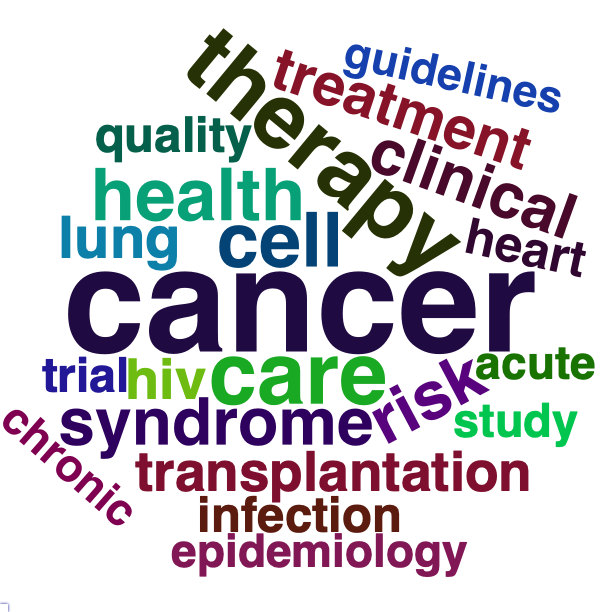 guidelines
therapy
treatment
quality
clinical
health
lung
cell
heart
cancer
trial
hiv
care
acute
syndrome
risk
study
chronic
transplantation
infection
epidemiology